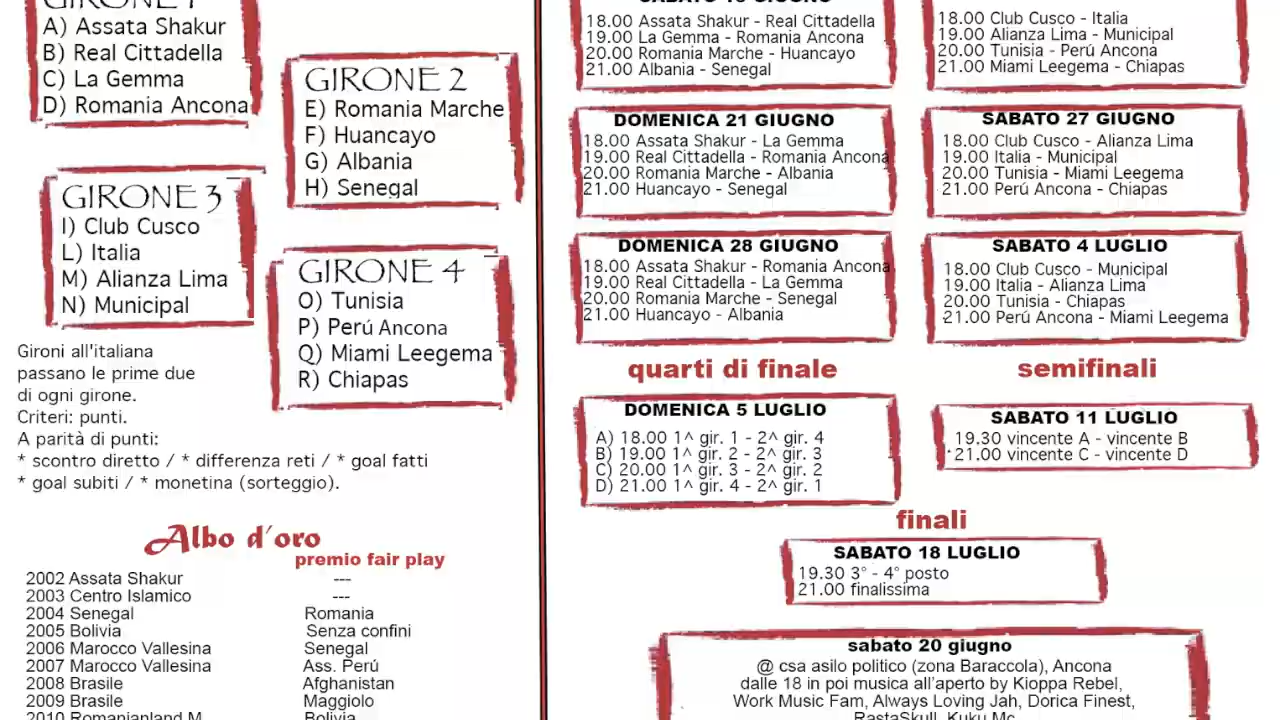 GIRONE 1
A) Assata Shakur
B) Real Cittadella
C) La Gemma
D) Romania Ancona
GIRONE 2
E) Romania Marche
F) Huancayo
G) Albania
H) Senegal
GIRONE 3
I) Club Cusco
L) Italia
M) Alianza Lima
N) Municipal
GIRONE 4
O) Tunisia
P) Perú Ancona
Q) Miami Leegema
R) Chiapas
Gironi all'italiana
passano le prime due
di ogni girone.
Criteri: punti.
A parità di punti:
* scontro diretto / * differenza reti / * goal fatti
* goal subiti / * monetina (sorteggio).
Albo d'oro
premio fair play
2002 Assata Shakur ---
2003 Centro Islamico ---
2004 Senegal Romania
2005 Bolivia Senza confini
2006 Marocco Vallesina Senegal
2007 Marocco Vallesina Ass. Perú
2008 Brasile Afghanistan
2009 Brasile Maggiolo
2010 Romanianland M. Bolivia
18.00 Assata Shakur - Real Cittadella
19.00 La Gemma - Romania Ancona
20.00 Romania Marche - Huancayo
21.00 Albania - Senegal
18.00 Club Cusco - Italia
19.00 Alianza Lima - Municipal
20.00 Tunisia - Perú Ancona
21.00 Miami Leegema - Chiapas
DOMENICA 21 GIUGNO
18.00 Assata Shakur - La Gemma
19.00 Real Cittadella - Romania Ancona
20.00 Romania Marche - Albania
21.00 Huancayo - Senegal
SABATO 27 GIUGNO
18.00 Club Cusco - Alianza Lima
19.00 Italia - Municipal
20.00 Tunisia - Miami Leegema
21.00 Perú Ancona - Chiapas
DOMENICA 28 GIUGNO
18.00 Assata Shakur - Romania Ancona
19.00 Real Cittadella - La Gemma
20.00 Romania Marche - Senegal
21.00 Huancayo - Albania
SABATO 4 LUGLIO
18.00 Club Cusco - Municipal
19.00 Italia - Alianza Lima
20.00 Tunisia - Chiapas
21.00 Perú Ancona - Miami Leegema
quarti di finale
DOMENICA 5 LUGLIO
A) 18.00 1^ gir. 1 - 2^ gir. 4
B) 19.00 1^ gir. 2 - 2^ gir. 3
C) 20.00 1^ gir. 3 - 2^ gir. 2
D) 21.00 1^ gir. 4 - 2^ gir. 1
semifinali
SABATO 11 LUGLIO
19.30 vincente A - vincente B
21.00 vincente C - vincente D
finali
SABATO 18 LUGLIO
19.30 3° - 4° posto
21.00 finalissima
sabato 20 giugno
@ csa asilo politico (zona Baraccola), Ancona
dalle 18 in poi musica all'aperto by Kioppa Rebel,
Work Music Fam, Always Loving Jah, Dorica Finest,
RastaSkull, Kuku Mc